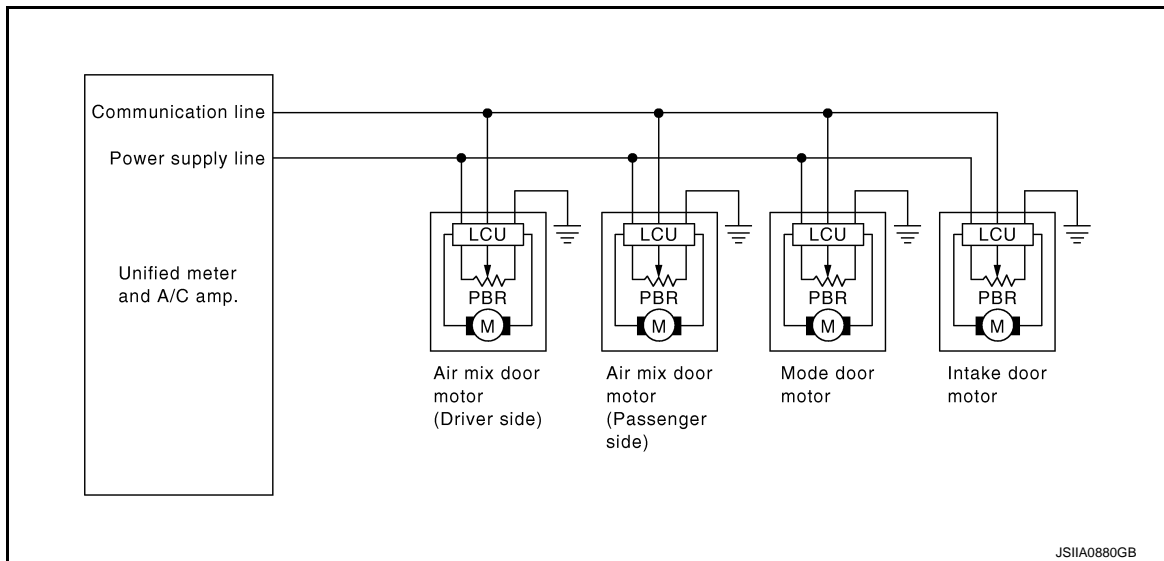 Communication line
Power supply line
Unified meter
and A/C amp.
LCU
PBR
M
Air mix door
motor
(Driver side)
LCU
PBR
M
Air mix door
motor
(Passenger
side)
LCU
PBR
M
Mode door
motor
LCU
PBR
M
Intake door
motor
JSIIA0880GB